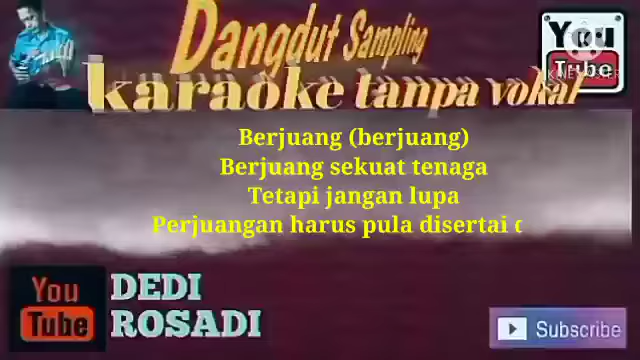 Dangdut Sampling
karaoke tanpa vokal
You
Tube
Berjuang (berjuang)
Berjuang sekuat tenaga
Tetapi jangan lupa
Perjuangan harus pula disertai
You
Tube
DEDI
ROSADI
Subscribe